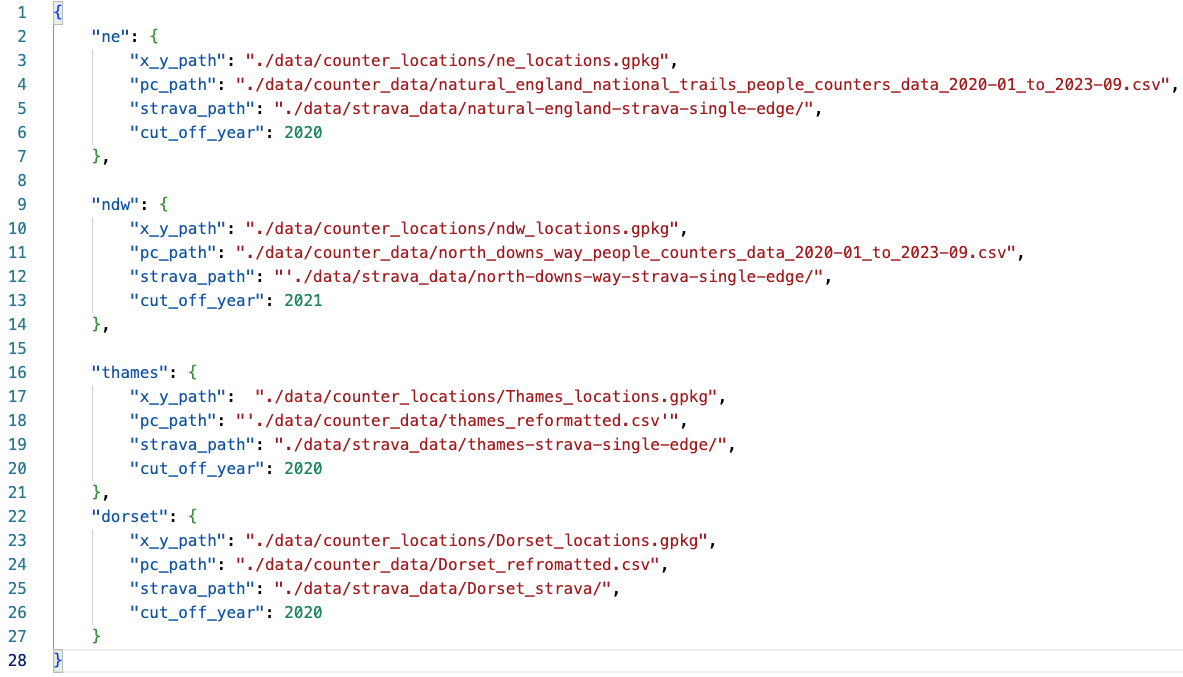 1 {
2 "ne": {
3 "x_y_path": "./data/counter_locations/ne_locations.gpkg",
4 "pc_path": "./data/counter_data/natural_england_national_trails_people_counters_data_2020-01_to_2023-09.csv",
5 "strava_path": "./data/strava_data/natural-england-strava-single-edge/",
6 "cut_off_year": 2020
7 },
8
9 "ndw": {
10 "x_y_path": "./data/counter_locations/ndw_locations.gpkg",
11 "pc_path": "./data/counter_data/north_downs_way_people_counters_data_2020-01_to_2023-09.csv",
12 "strava_path": "'./data/strava_data/north-downs-way-strava-single-edge/",
13 "cut_off_year": 2021
14 },
15
16 "thames": {
17 "x_y_path":  "./data/counter_locations/Thames_locations.gpkg",
18 "pc_path": "'./data/counter_data/thames_reformatted.csv'",
19 "strava_path": "./data/strava_data/thames-strava-single-edge/",
20 "cut_off_year": 2020
21 },
22 "dorset": {
23 "x_y_path": "./data/counter_locations/Dorset_locations.gpkg",
24 "pc_path": "./data/counter_data/Dorset_refromatted.csv",
25 "strava_path": "./data/strava_data/Dorset_strava/",
26 "cut_off_year": 2020
27 }
28 }